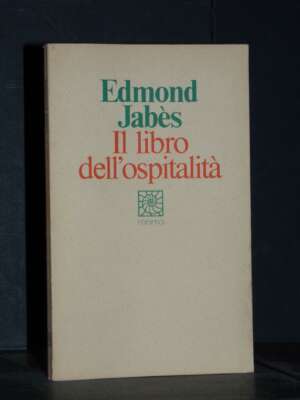 Edmond
Jabès
Il libro
dell'ospitalità